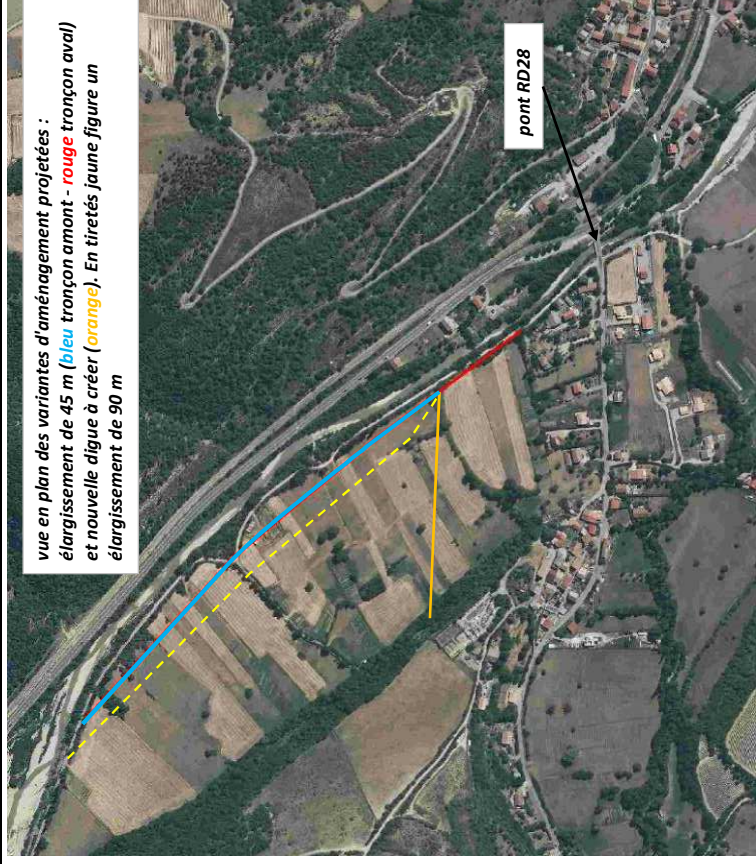 vue en plan des variantes d'aménagement projetées :
élargissement de 45 m (bleu tronçon amont - rouge tronçon aval)
et nouvelle digue à créer (orange). En tiretés jaune figure un
élargissement de 90 m
pont RD28